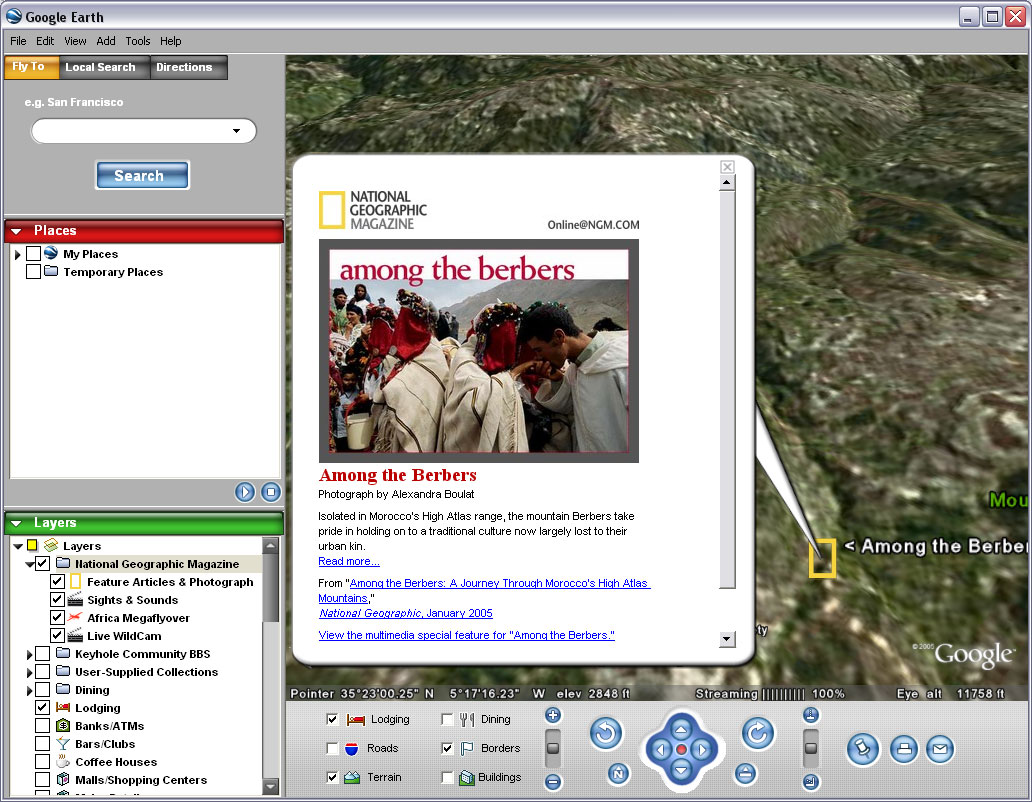 Google Earth
File Edit View Add Tools Help
Fly To Local Search Directions
e.g. San Francisco
Search
Places
My Places
Temporary Places
Layers
Layers
National Geographic Magazine
Feature Articles & Photograph
Sights & Sounds
Africa Megaflyover
Live WildCam
Keyhole Community BBS
User-Supplied Collections
Dining
Lodging
Banks/ATMs
Bars/Clubs
Coffee Houses
Malls/Shopping Centers
NATIONAL
GEOGRAPHIC
MAGAZINE
Online@NGM.COM
among the berbers
Among the Berbers
Photograph by Alexandra Boulat
Isolated in Morocco's High Atlas range, the mountain Berbers take
pride in holding on to a traditional culture now largely lost to their
urban kin.
Read more...
From "Among the Berbers: A Journey Through Morocco's High Atlas
Mountains,"
National Geographic, January 2005
View the multimedia special feature for "Among the Berbers."
Mou
< Among the Berber
ty
©2005 Google
Pointer 35°23'00.25" N 5°17'16.23" W elev 2848 ft Streaming ||||||||| 100% Eye alt 11758 ft
Lodging Dining
Roads Borders
Terrain Buildings
N